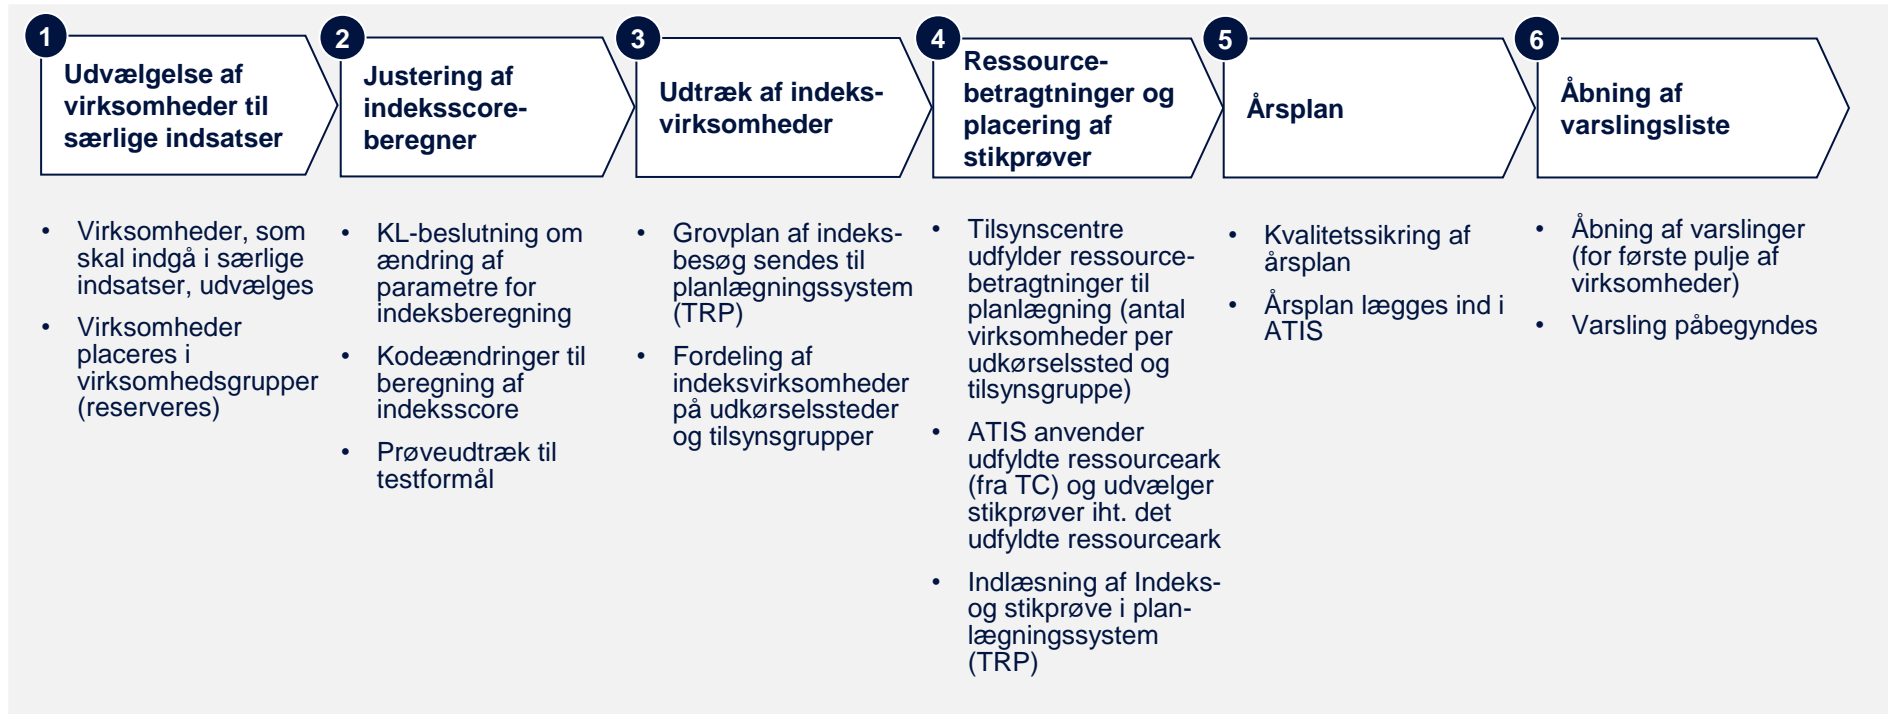 1
Udvælgelse af
virksomheder til
særlige indsatser
• Virksomheder, som
skal indgå i særlige
indsatser, udvælges
• Virksomheder
placeres i
virksomhedsgrupper
(reserveres)
2
Justering af
indeksscore-
beregner
• KL-beslutning om
ændring af
parametre for
indeksberegning
• Kodeændringer til
beregning af
indeksscore
• Prøveudtræk til
testformål
3
Udtræk af indeks-
virksomheder
• Grovplan af indeks-
besøg sendes til
planlægningssystem
(TRP)
• Fordeling af
indeksvirksomheder
på udkørselssteder
og tilsynsgrupper
4
Ressource-
betragtninger og
placering af
stikprøver
• Tilsynscentre
udfylder ressource-
betragtninger til
planlægning (antal
virksomheder per
udkørselssted og
tilsynsgruppe)
• ATIS anvender
udfyldte ressourceark
(fra TC) og udvælger
stikprøver iht. det
udfyldte ressourceark
• Indlæsning af Indeks-
og stikprøve i plan-
lægningssystem
(TRP)
5
Årsplan
• Kvalitetssikring af
årsplan
• Årsplan lægges ind i
ATIS
6
Åbning af
varslingsliste
• Åbning af varslinger
(for første pulje af
virksomheder)
• Varsling påbegyndes